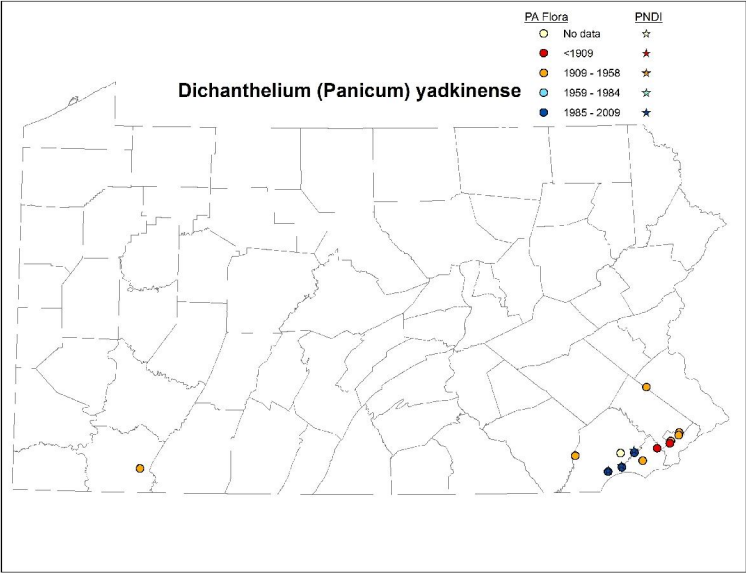 PA Flora PNDI
No data
<1909
1909 - 1958
1959 - 1984
1985 - 2009
Dichanthelium (Panicum) yadkinense